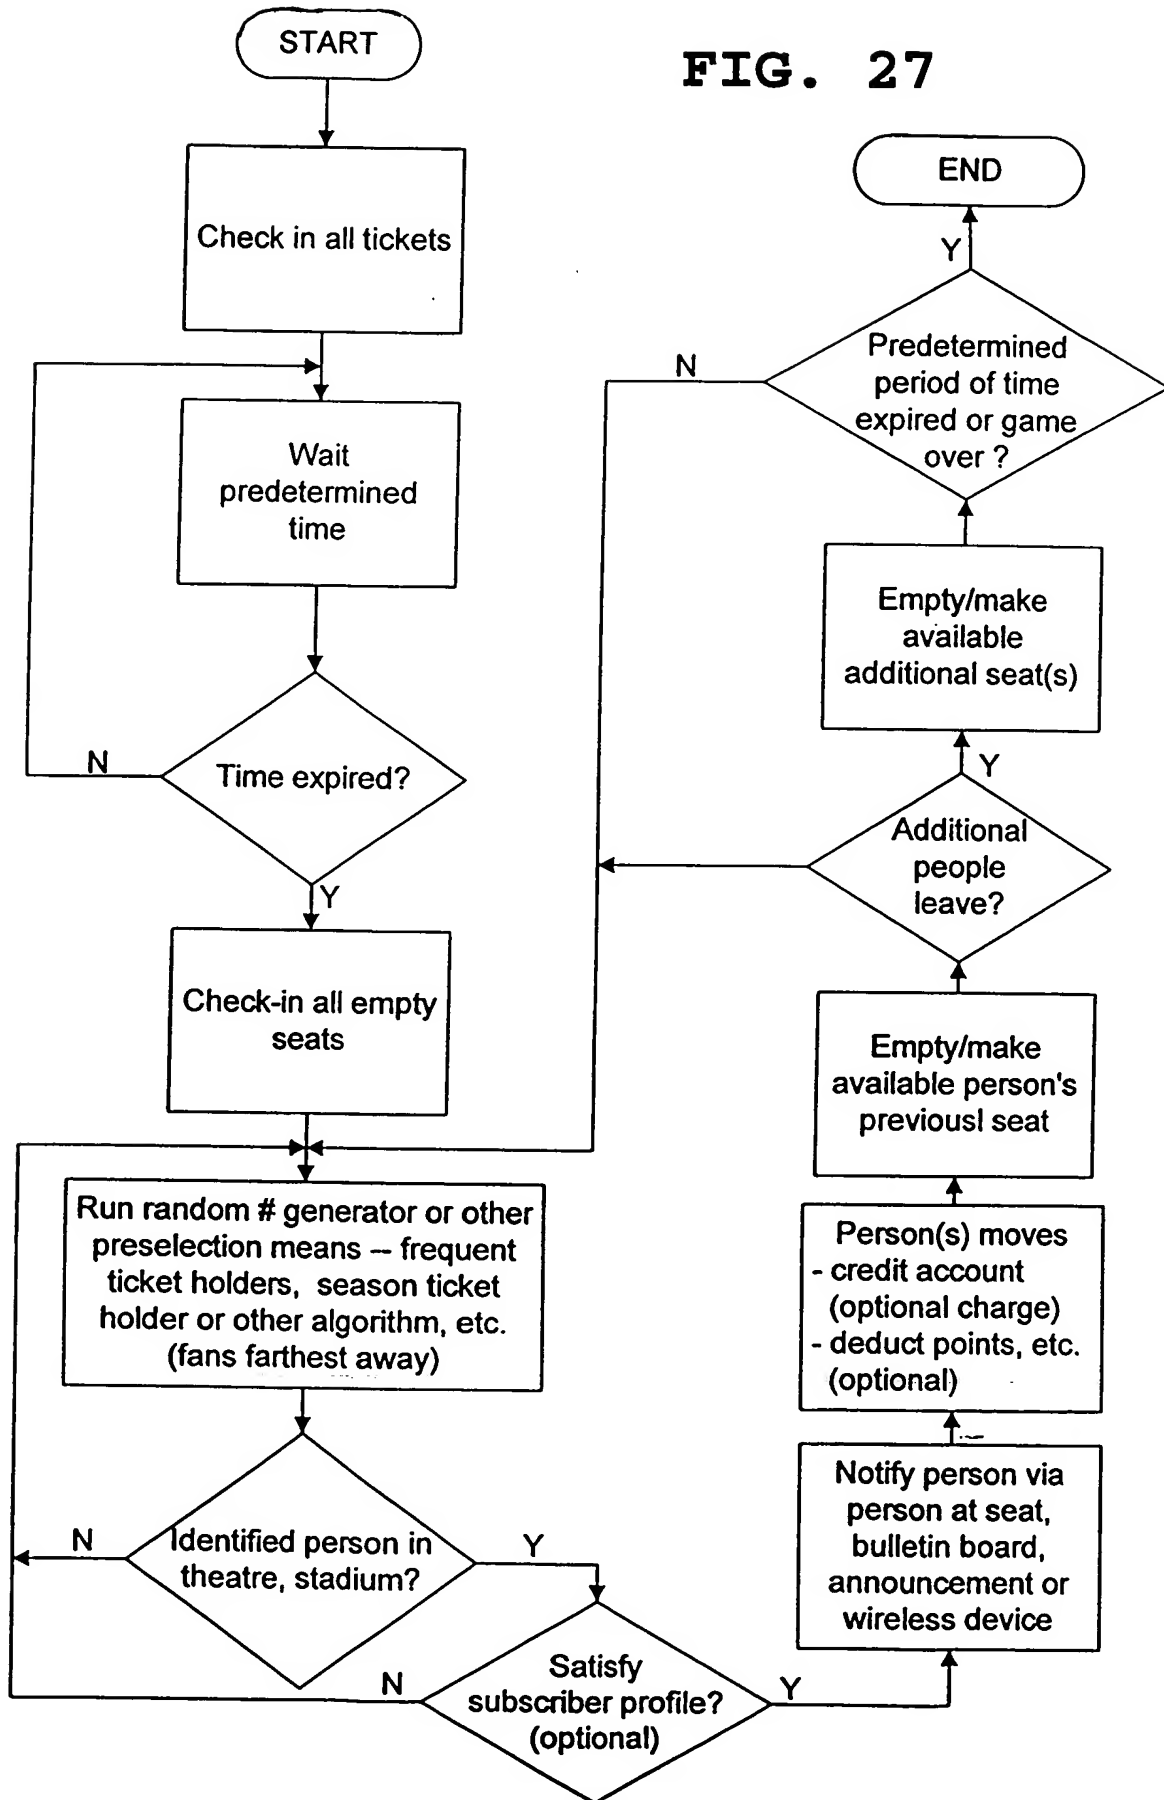 START
FIG. 27
Check in all tickets
Wait
predetermined
time
N
Time expired?
Y
Check-in all empty
seats
Run random # generator or other
preselection means – frequent
ticket holders, season ticket
holder or other algorithm, etc.
(fans farthest away)
N
Identified person in
theatre, stadium?
Y
N
Satisfy
subscriber profile?
(optional)
Y
Notify person via
person at seat,
bulletin board,
announcement or
wireless device
Person(s) moves
- credit account
(optional charge)
- deduct points, etc.
(optional)
Empty/make
available person's
previousl seat
Additional
people
leave?
Y
Empty/make
available
additional seat(s)
Predetermined
period of time
expired or game
over ?
N
Y
END